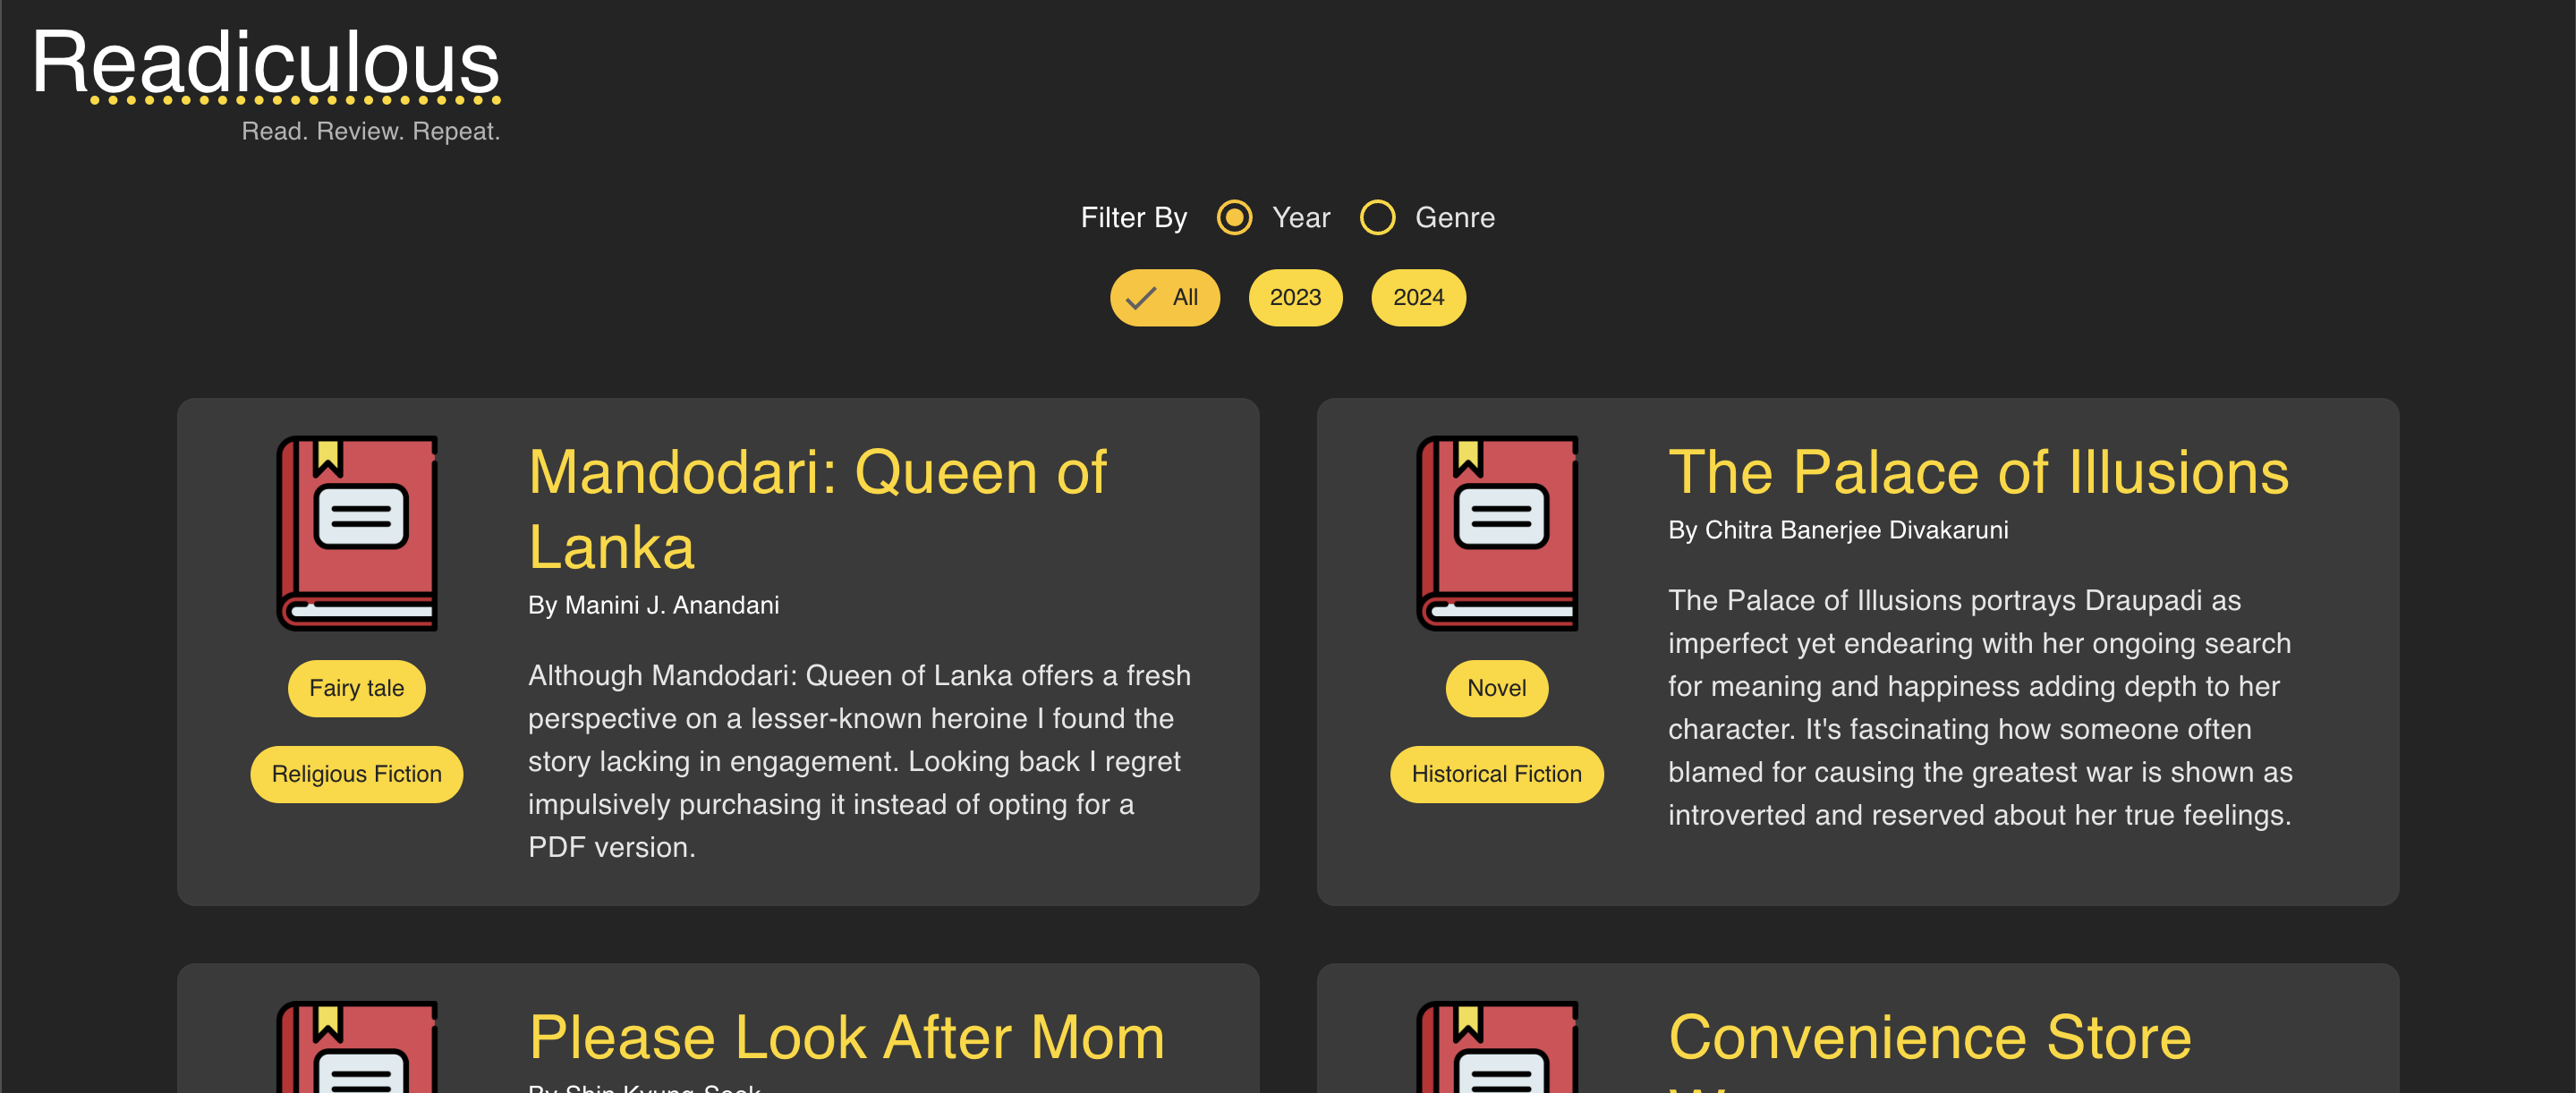 Readiculous
Read. Review. Repeat.
Filter By Year Genre
All 2023 2024
Mandodari: Queen of
Lanka
By Manini J. Anandani
Fairy tale
Religious Fiction
Although Mandodari: Queen of Lanka offers a fresh
perspective on a lesser-known heroine I found the
story lacking in engagement. Looking back I regret
impulsively purchasing it instead of opting for a
PDF version.
The Palace of Illusions
By Chitra Banerjee Divakaruni
Novel
Historical Fiction
The Palace of Illusions portrays Draupadi as
imperfect yet endearing with her ongoing search
for meaning and happiness adding depth to her
character. It's fascinating how someone often
blamed for causing the greatest war is shown as
introverted and reserved about her true feelings.
Please Look After Mom
By Shin Kyung-Sook
Convenience Store